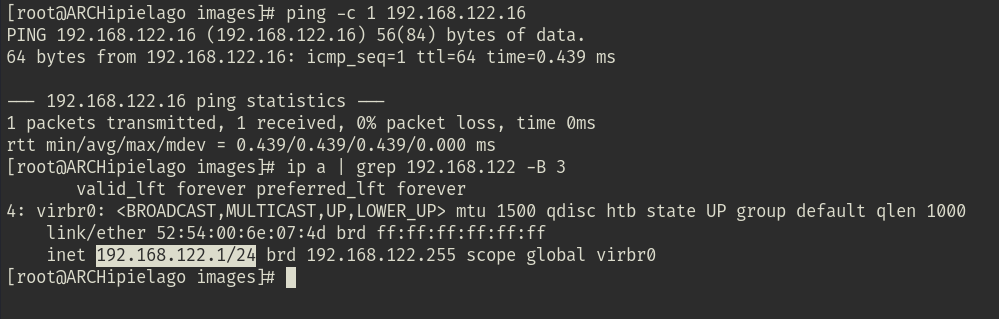 [root@ARCHipielago images]# ping -c 1 192.168.122.16
PING 192.168.122.16 (192.168.122.16) 56(84) bytes of data.
64 bytes from 192.168.122.16: icmp_seq=1 ttl=64 time=0.439 ms
--- 192.168.122.16 ping statistics ---
1 packets transmitted, 1 received, 0% packet loss, time 0ms
rtt min/avg/max/mdev = 0.439/0.439/0.439/0.000 ms
[root@ARCHipielago images]# ip a | grep 192.168.122 -B 3
       valid_lft forever preferred_lft forever
4: virbr0: <BROADCAST,MULTICAST,UP,LOWER_UP> mtu 1500 qdisc htb state UP group default qlen 1000
    link/ether 52:54:00:6e:07:4d brd ff:ff:ff:ff:ff:ff
    inet 192.168.122.1/24 brd 192.168.122.255 scope global virbr0
[root@ARCHipielago images]#